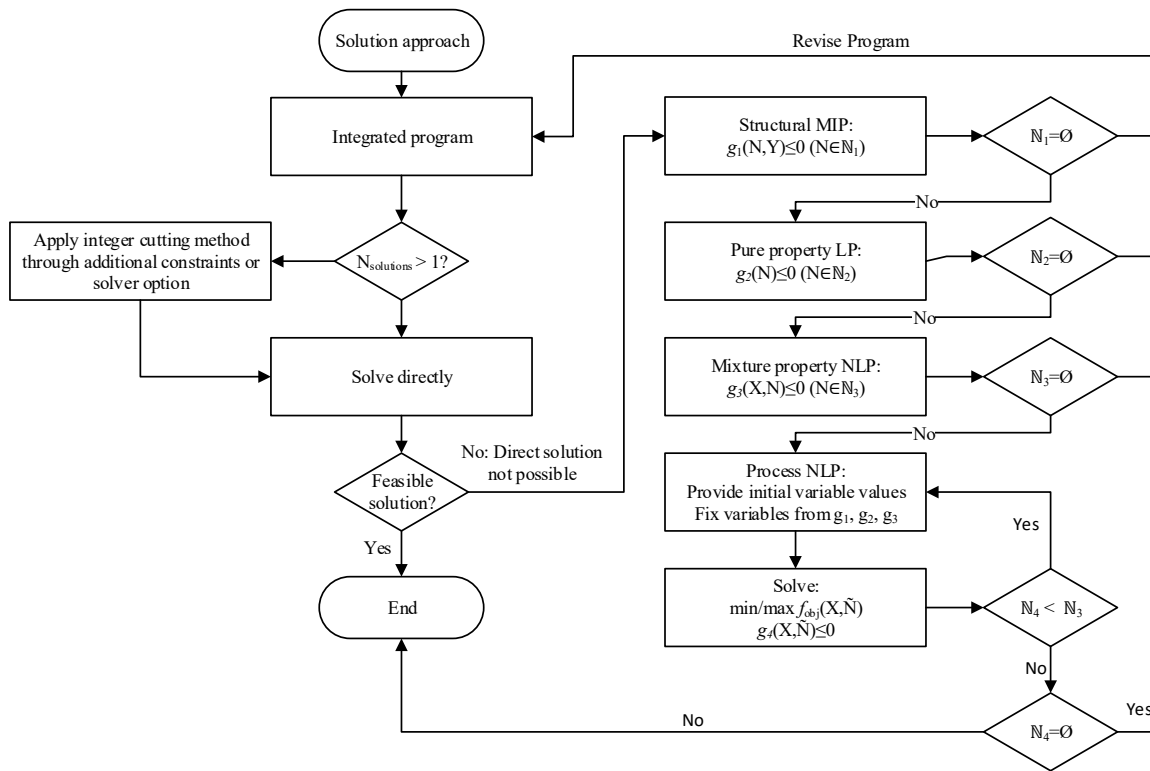 Solution approach
Revise Program
Integrated program
Structural MIP:
g₁(N,Y)≤0 (N∈ℕ₁)
ℕ₁=Ø
No
Apply integer cutting method
through additional constraints or
solver option
N_solutions > 1?
Pure property LP:
g₂(N)≤0 (N∈ℕ₂)
ℕ₂=Ø
No
Solve directly
Mixture property NLP:
g₃(X,N)≤0 (N∈ℕ₃)
ℕ₃=Ø
No
No: Direct solution
not possible
Feasible
solution?
Process NLP:
Provide initial variable values
Fix variables from g₁, g₂, g₃
Yes
Yes
End
Solve:
min/max f_obj(X,Ñ)
g₄(X,Ñ)≤0
ℕ₄ < ℕ₃
No
No
ℕ₄=Ø
Yes